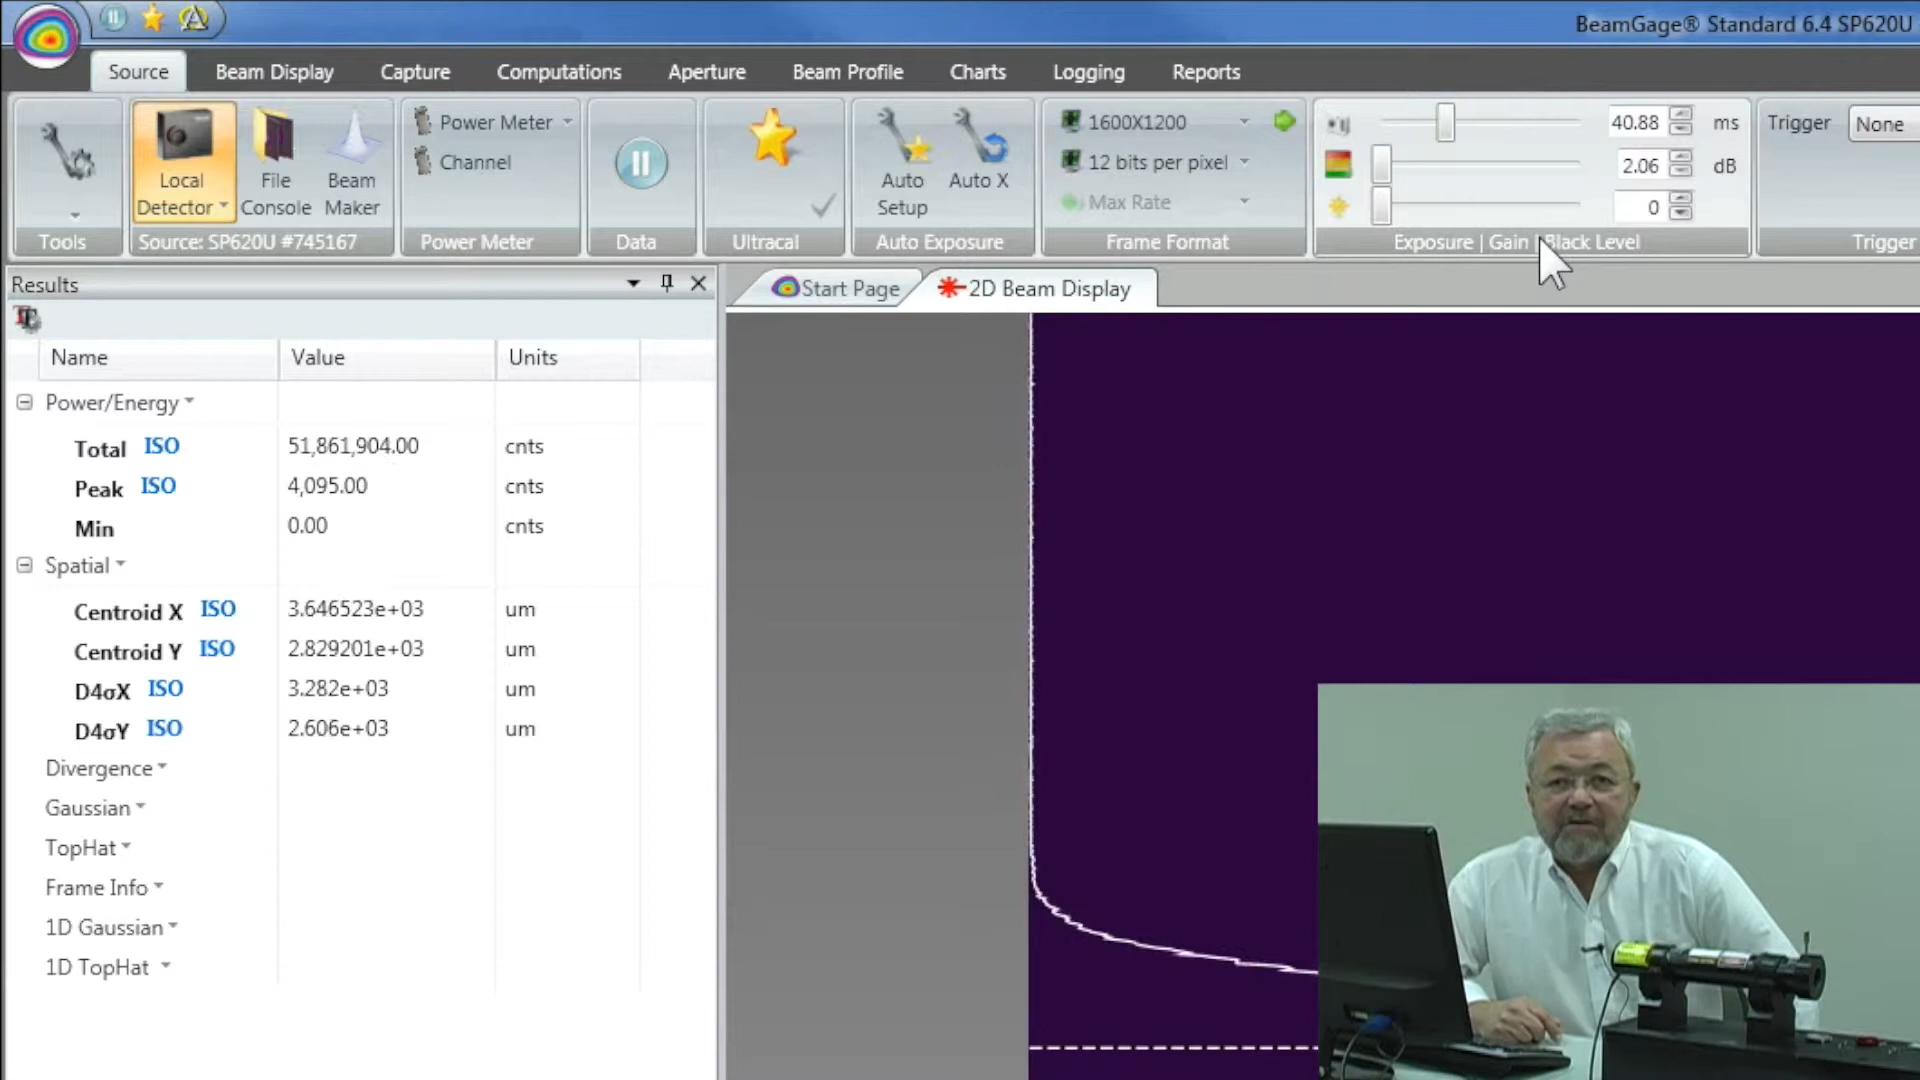 BeamGage® Standard 6.4 SP620U
Source Beam Display Capture Computations Aperture Beam Profile Charts Logging Reports
Tools
Local Detector
File Console
Beam Maker
Source: SP620U #745167
Power Meter
Channel
Power Meter
Data
Ultracal
Auto Setup
Auto X
Auto Exposure
1600X1200
12 bits per pixel
Max Rate
Frame Format
40.88 ms
2.06 dB
0
Exposure | Gain | Black Level
Trigger None
Trigger
Results
Start Page
2D Beam Display
Name Value Units
Power/Energy
Total ISO 51,861,904.00 cnts
Peak ISO 4,095.00 cnts
Min 0.00 cnts
Spatial
Centroid X ISO 3.646523e+03 um
Centroid Y ISO 2.829201e+03 um
D4σX ISO 3.282e+03 um
D4σY ISO 2.606e+03 um
Divergence
Gaussian
TopHat
Frame Info
1D Gaussian
1D TopHat